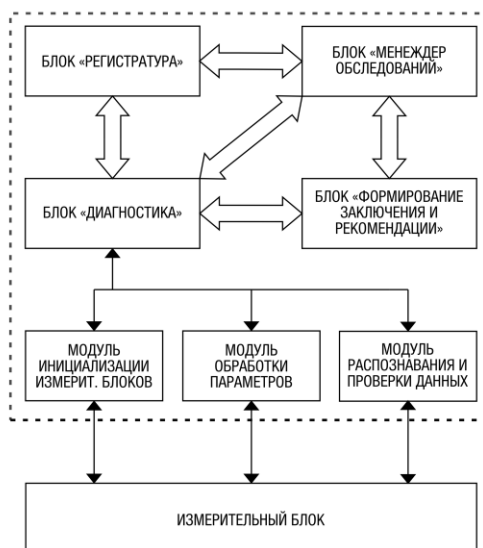 БЛОК «РЕГИСТРАТУРА»
БЛОК «МЕНЕЖДЕР
ОБСЛЕДОВАНИЙ»
БЛОК «ДИАГНОСТИКА»
БЛОК «ФОРМИРОВАНИЕ
ЗАКЛЮЧЕНИЯ И
РЕКОМЕНДАЦИИ»
МОДУЛЬ
ИНИЦИАЛИЗАЦИИ
ИЗМЕРИТ. БЛОКОВ
МОДУЛЬ
ОБРАБОТКИ
ПАРАМЕТРОВ
МОДУЛЬ
РАСПОЗНАВАНИЯ И
ПРОВЕРКИ ДАННЫХ
ИЗМЕРИТЕЛЬНЫЙ БЛОК